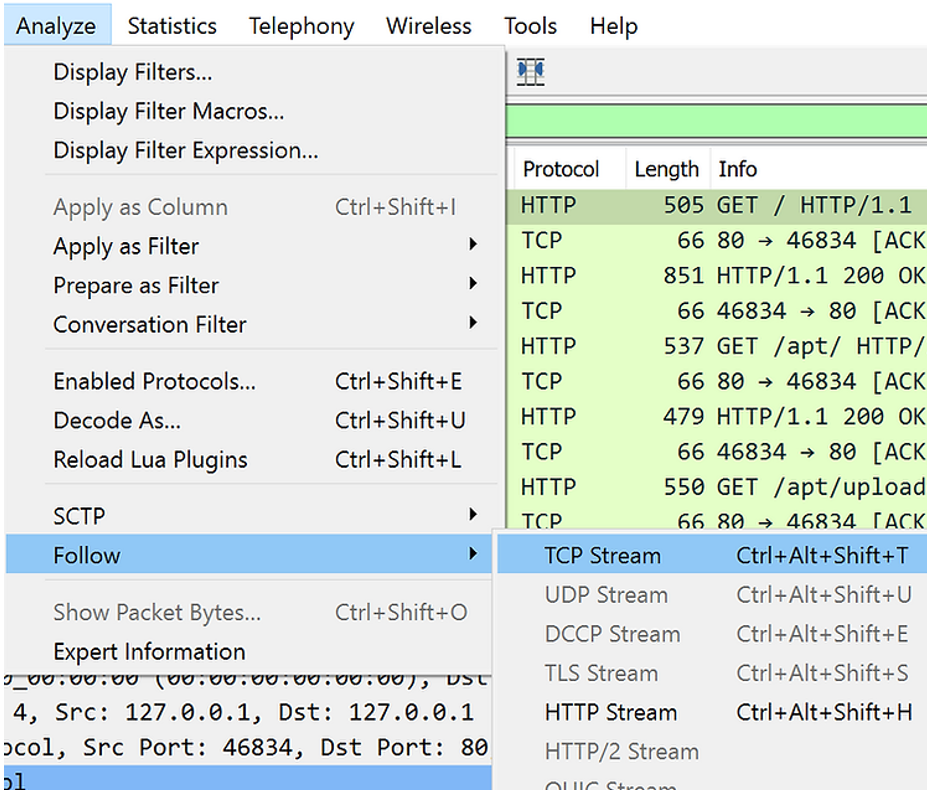 Analyze Statistics Telephony Wireless Tools Help
Display Filters...
Display Filter Macros...
Display Filter Expression...
Apply as Column Ctrl+Shift+I
Apply as Filter
Prepare as Filter
Conversation Filter
Enabled Protocols... Ctrl+Shift+E
Decode As... Ctrl+Shift+U
Reload Lua Plugins Ctrl+Shift+L
SCTP
Follow
Show Packet Bytes... Ctrl+Shift+O
Expert Information
Protocol Length Info
HTTP 505 GET / HTTP/1.1
TCP 66 80 → 46834 [ACK
HTTP 851 HTTP/1.1 200 OK
TCP 66 46834 → 80 [ACK
HTTP 537 GET /apt/ HTTP/
TCP 66 80 → 46834 [ACK
HTTP 479 HTTP/1.1 200 OK
TCP 66 46834 → 80 [ACK
HTTP 550 GET /apt/upload
TCP 66 80 → 46834 [ACK
TCP Stream Ctrl+Alt+Shift+T
UDP Stream Ctrl+Alt+Shift+U
DCCP Stream Ctrl+Alt+Shift+E
TLS Stream Ctrl+Alt+Shift+S
HTTP Stream Ctrl+Alt+Shift+H
HTTP/2 Stream
QUIC Stream
0_00:00:00 (00:00:00:00:00:00), Dst
4, Src: 127.0.0.1, Dst: 127.0.0.1
ocol, Src Port: 46834, Dst Port: 80
ol